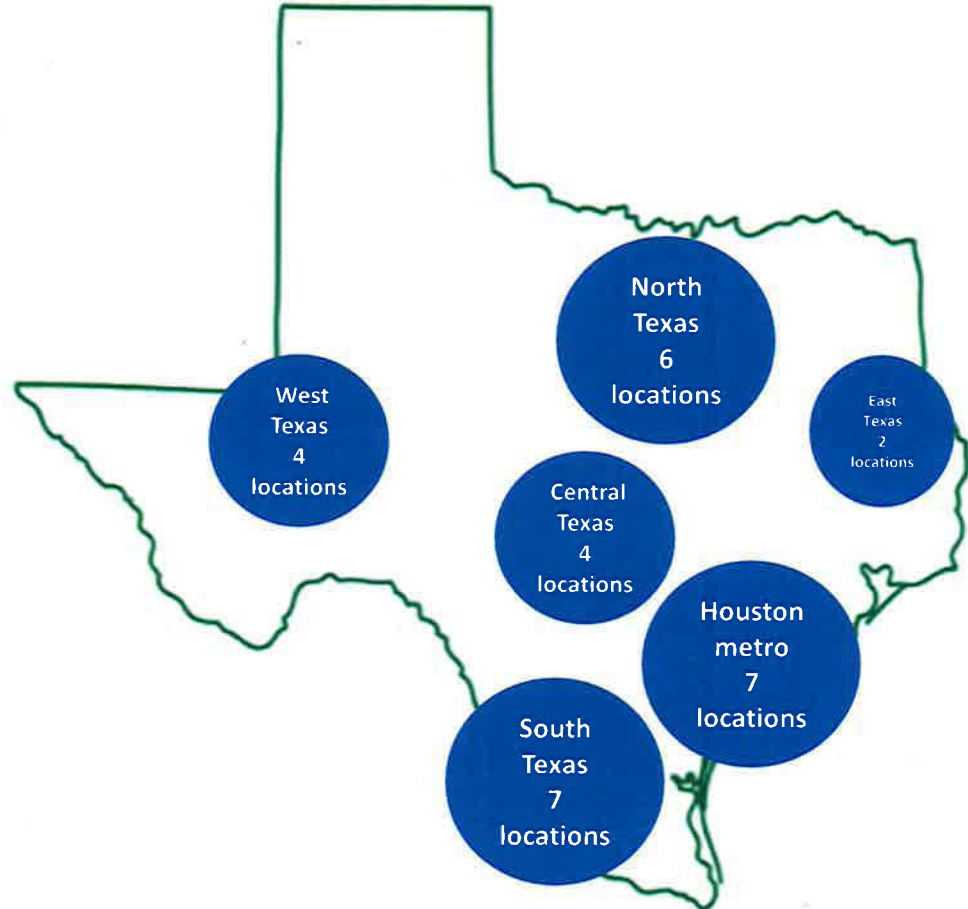 North
Texas
6
locations
West
Texas
4
locations
East
Texas
2
locations
Central
Texas
4
locations
Houston
metro
7
locations
South
Texas
7
locations